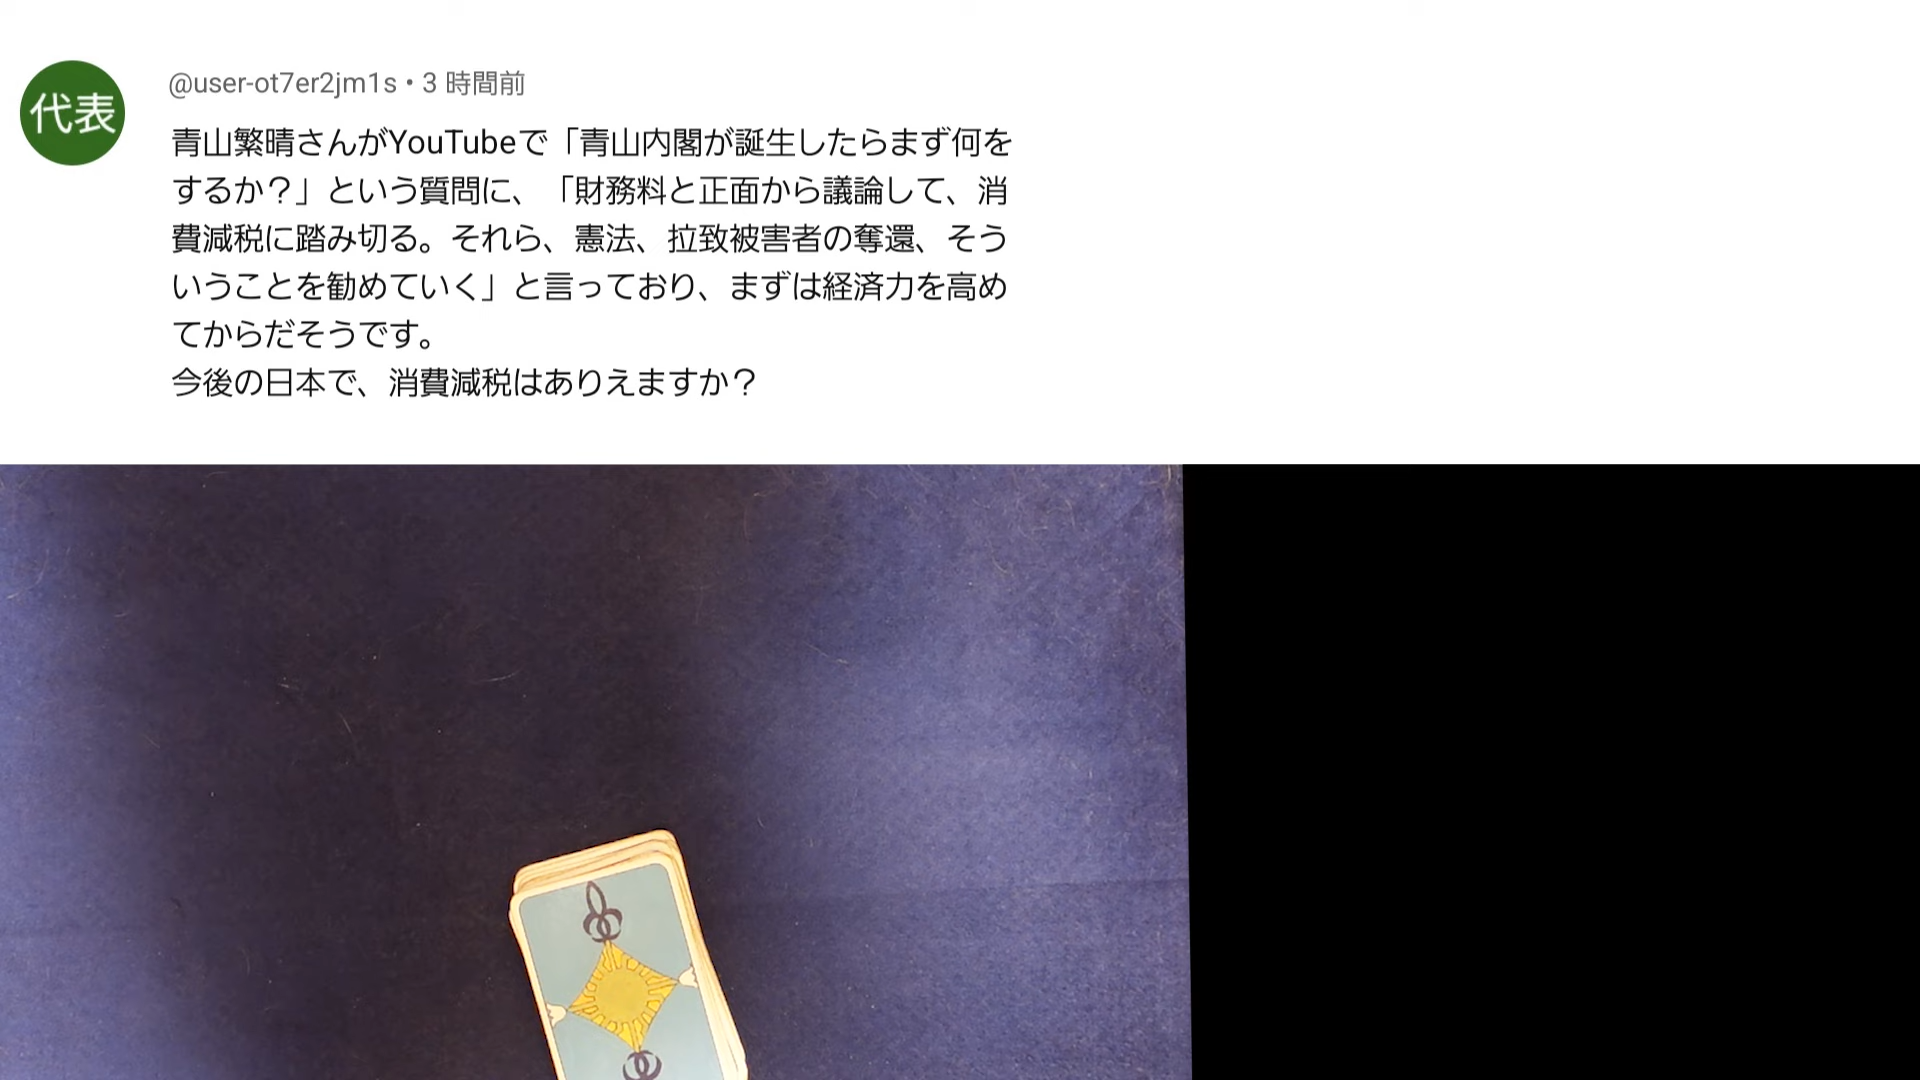 代表
@user-ot7er2jm1s • 3 時間前
青山繁晴さんがYouTubeで「青山内閣が誕生したらまず何を
するか？」という質問に、「財務料と正面から議論して、消
費減税に踏み切る。それら、憲法、拉致被害者の奪還、そう
いうことを勧めていく」と言っており、まずは経済力を高め
てからだそうです。
今後の日本で、消費減税はありえますか？